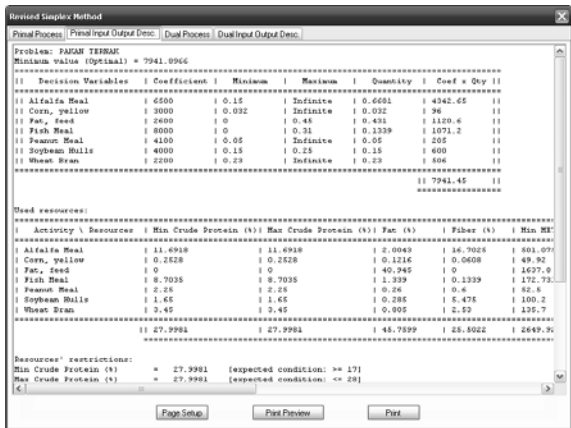 Revised Simplex Method
Primal Process | Primal Input Output Desc. | Dual Process | Dual Input Output Desc.
Problem: PAKAN TERNAK
Minimum value (Optimal) = 7941.8966
|| Decision Variables | Coefficient | Minimum | Maximum | Quantity | Coef x Qty ||
|| Alfalfa Meal | 6500 | 0.15 | Infinite | 0.6681 | 4342.65 ||
|| Corn, yellow | 3000 | 0.032 | Infinite | 0.032 | 96 ||
|| Fat, feed | 2600 | 0 | 0.45 | 0.431 | 1120.6 ||
|| Fish Meal | 8000 | 0 | 0.31 | 0.1339 | 1071.2 ||
|| Peanut Meal | 4100 | 0.05 | Infinite | 0.05 | 205 ||
|| Soybean Hulls | 4000 | 0.15 | 0.25 | 0.15 | 600 ||
|| Wheat Bran | 2200 | 0.23 | Infinite | 0.23 | 506 ||
|| 7941.45 ||
Used resources:
| Activity \ Resources | Min Crude Protein (%)| Max Crude Protein (%)| Fat (%) | Fiber (%) | Min MET
| Alfalfa Meal | 11.6918 | 11.6918 | 2.0043 | 16.7025 | 501.075
| Corn, yellow | 0.2528 | 0.2528 | 0.1216 | 0.0608 | 49.92
| Fat, feed | 0 | 0 | 40.945 | 0 | 1637.8
| Fish Meal | 8.7035 | 8.7035 | 1.339 | 0.1339 | 172.73
| Peanut Meal | 2.25 | 2.25 | 0.26 | 0.6 | 52.5
| Soybean Hulls | 1.65 | 1.65 | 0.285 | 5.475 | 100.2
| Wheat Bran | 3.45 | 3.45 | 0.805 | 2.53 | 135.7
|| 27.9981 | 27.9981 | 45.7599 | 25.5022 | 2649.92
Resources' restrictions:
Min Crude Protein (%) = 27.9981 [expected condition: >= 17]
Max Crude Protein (%) = 27.9981 [expected condition: <= 28]
Page Setup Print Preview Print